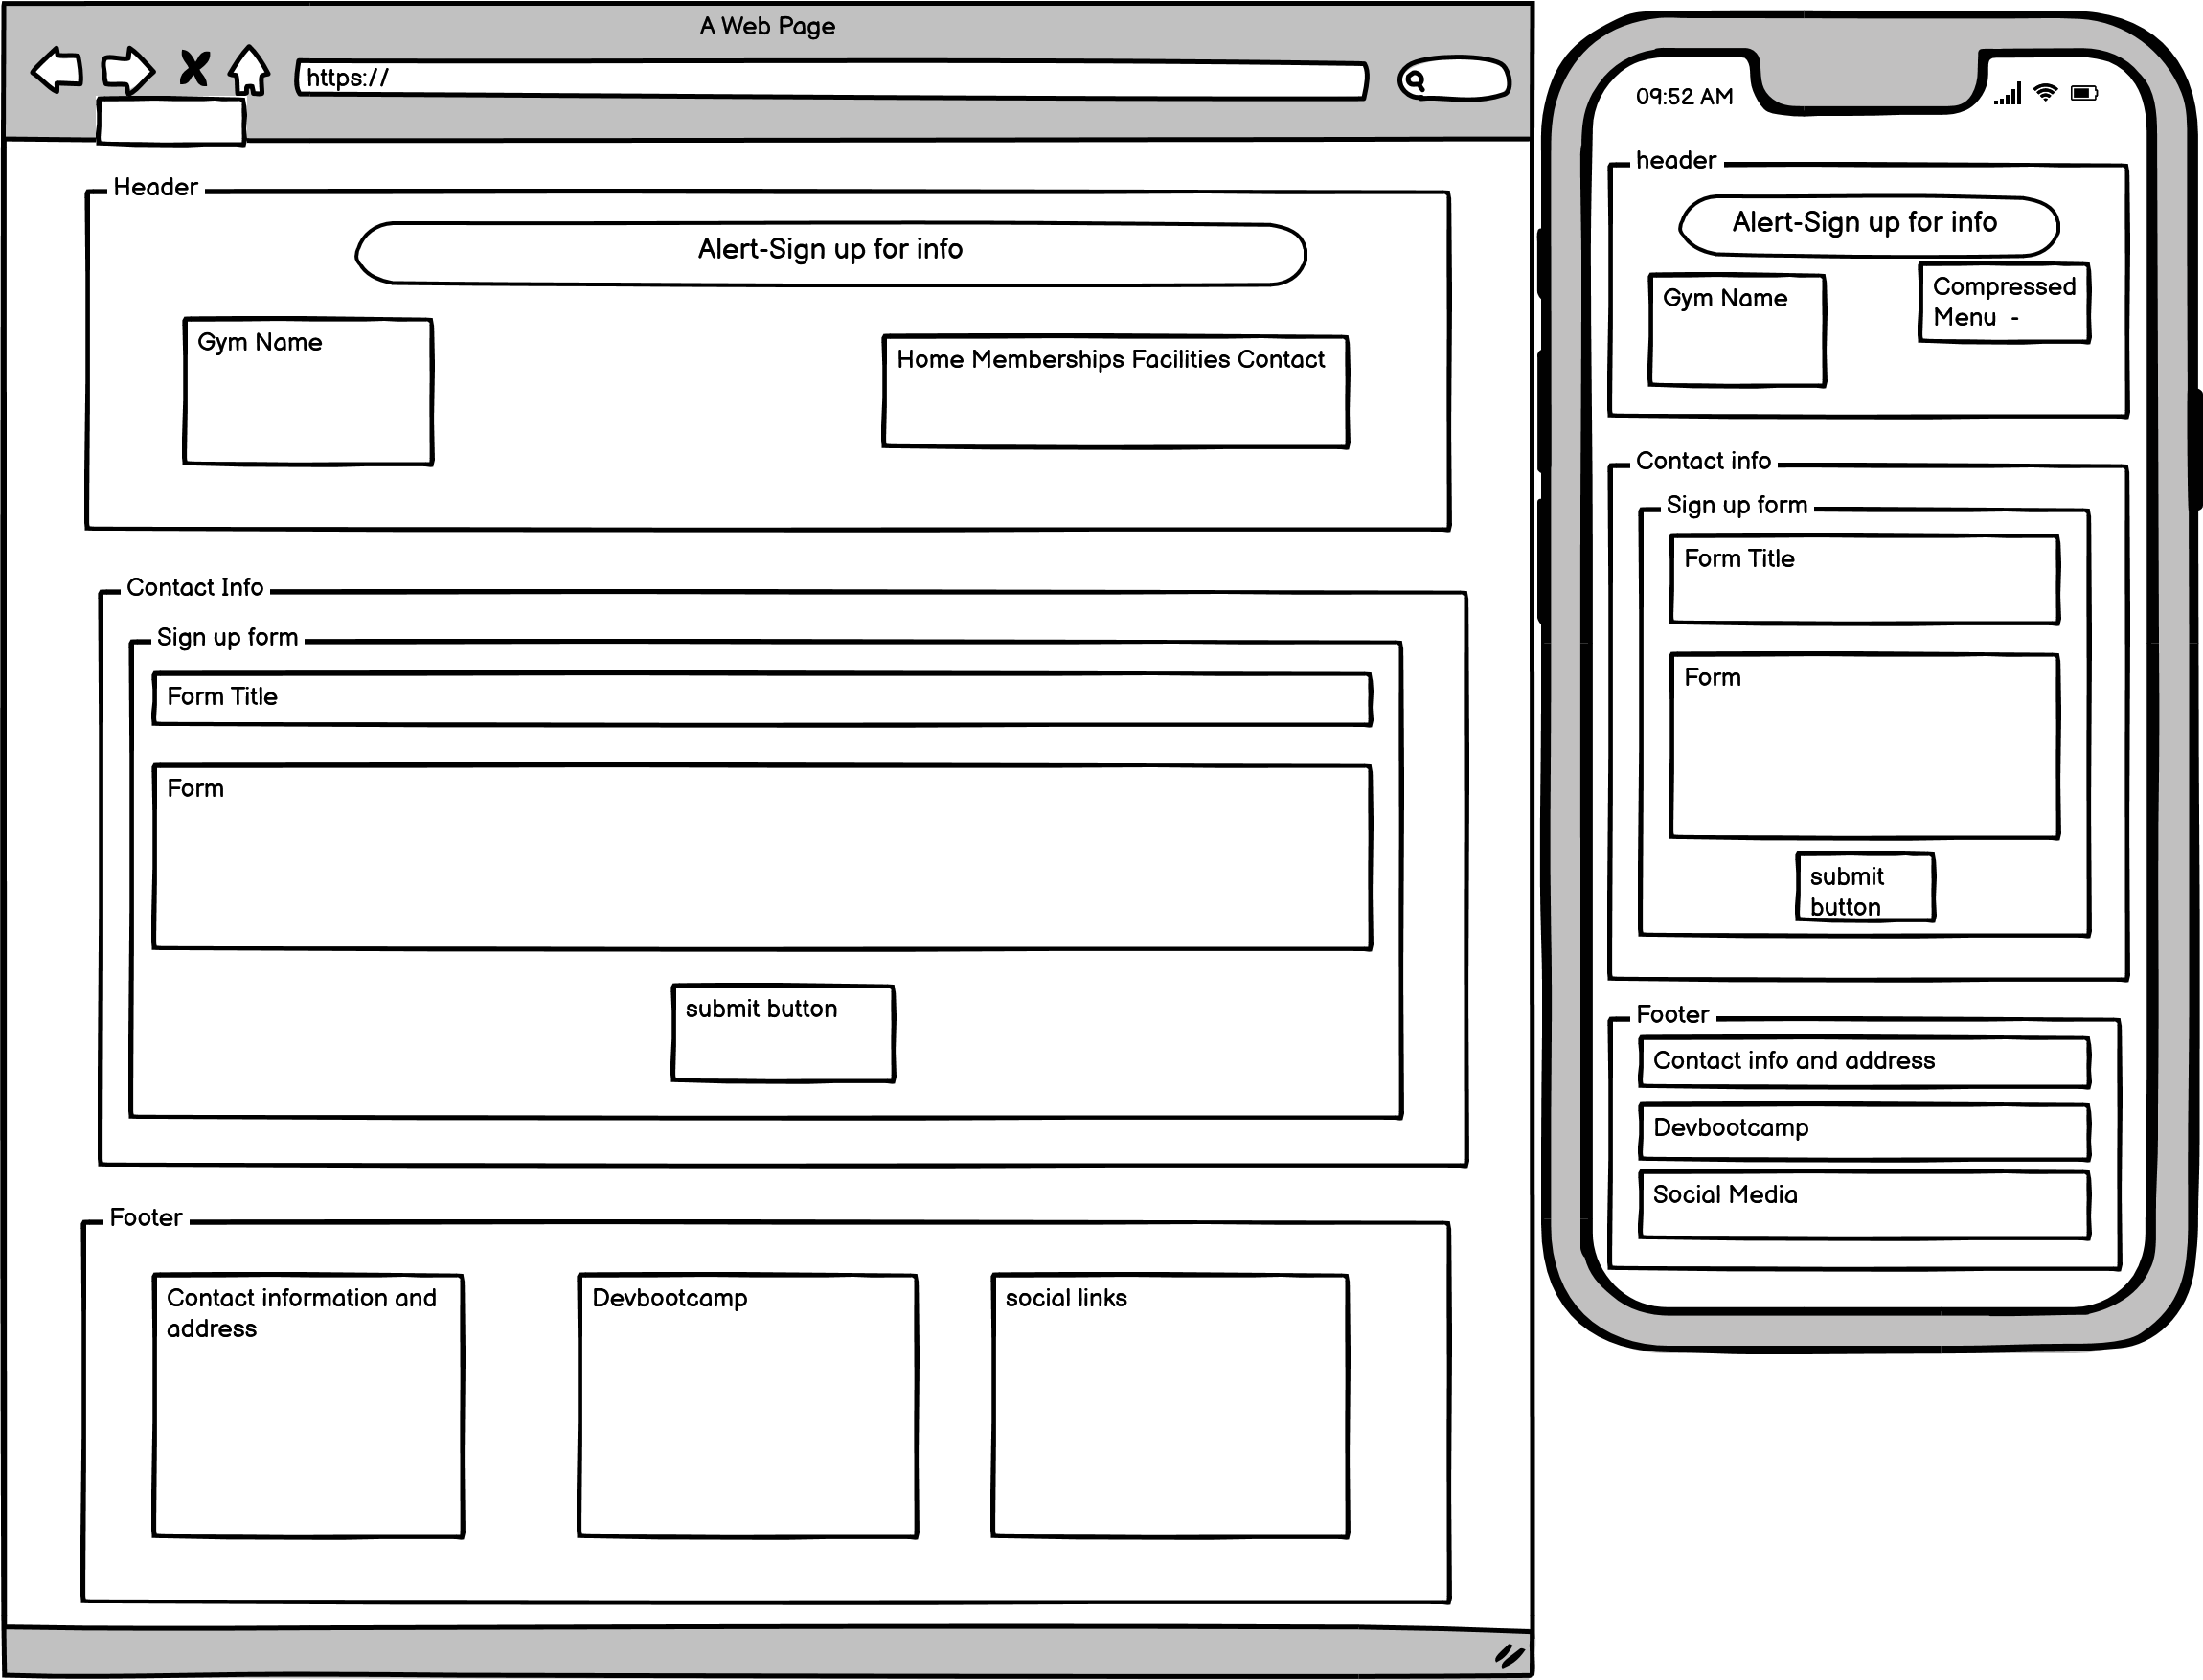 A Web Page
https://
Header
Alert-Sign up for info
Gym Name
Home Memberships Facilities Contact
Contact Info
Sign up form
Form Title
Form
submit button
Footer
Contact information and
address
Devbootcamp
social links
09:52 AM
header
Alert-Sign up for info
Gym Name
Compressed
Menu -
Contact info
Sign up form
Form Title
Form
submit
button
Footer
Contact info and address
Devbootcamp
Social Media